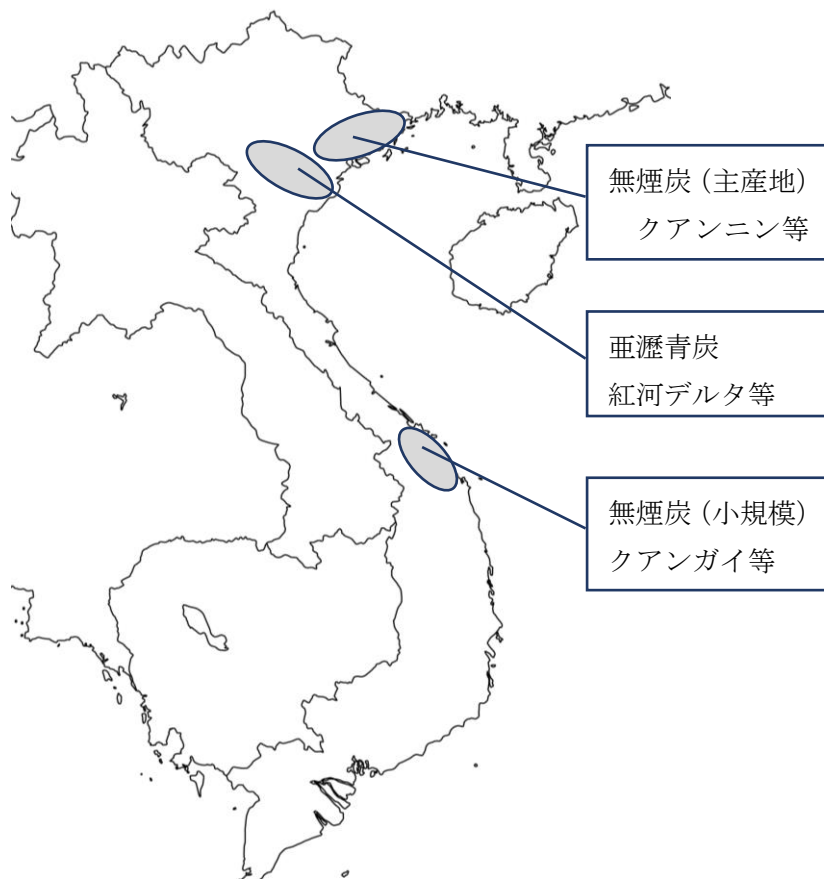 無煙炭（主産地）
クアンニン等
亜瀝青炭
紅河デルタ等
無煙炭（小規模）
クアンガイ等